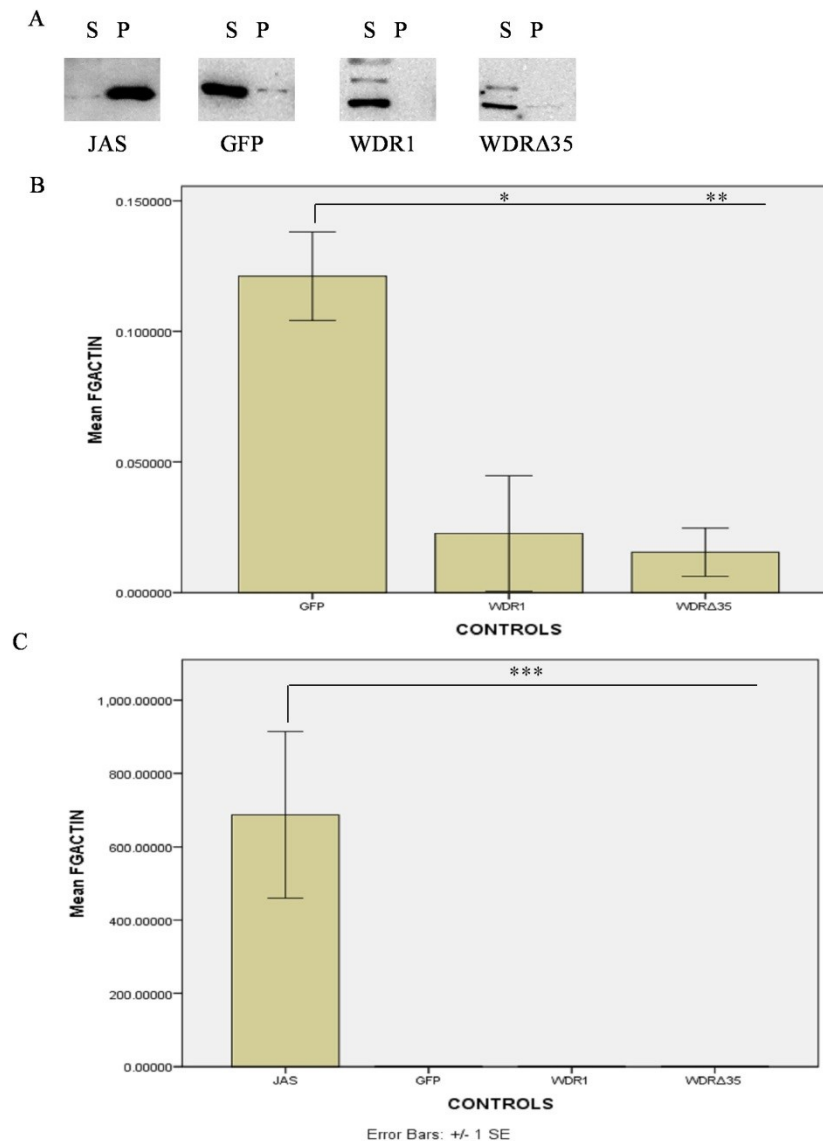 A
S P S P S P S P
JAS GFP WDR1 WDRΔ35
B
* **
0.150000
0.100000
0.050000
0.000000
Mean FGACTIN
GFP WDR1 WDRΔ35
CONTROLS
C
***
1,000.00000
800.00000
600.00000
400.00000
200.00000
0.00000
Mean FGACTIN
JAS GFP WDR1 WDRΔ35
CONTROLS
Error Bars: +/- 1 SE